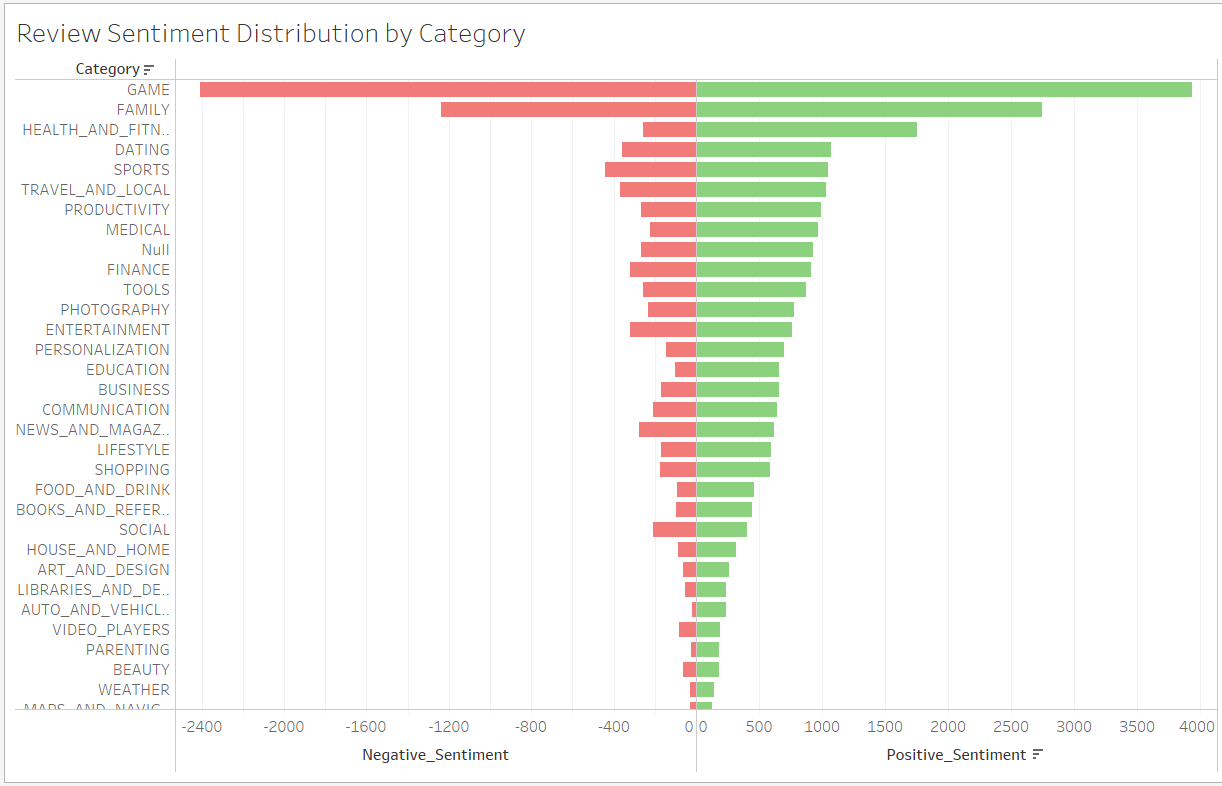 Review Sentiment Distribution by Category
Category
GAME
FAMILY
HEALTH_AND_FITN..
DATING
SPORTS
TRAVEL_AND_LOCAL
PRODUCTIVITY
MEDICAL
Null
FINANCE
TOOLS
PHOTOGRAPHY
ENTERTAINMENT
PERSONALIZATION
EDUCATION
BUSINESS
COMMUNICATION
NEWS_AND_MAGAZ..
LIFESTYLE
SHOPPING
FOOD_AND_DRINK
BOOKS_AND_REFER..
SOCIAL
HOUSE_AND_HOME
ART_AND_DESIGN
LIBRARIES_AND_DE..
AUTO_AND_VEHICL..
VIDEO_PLAYERS
PARENTING
BEAUTY
WEATHER
MAPS_AND_NAVIG..
-2400 -2000 -1600 -1200 -800 -400 0 0 500 1000 1500 2000 2500 3000 3500 4000
Negative_Sentiment Positive_Sentiment